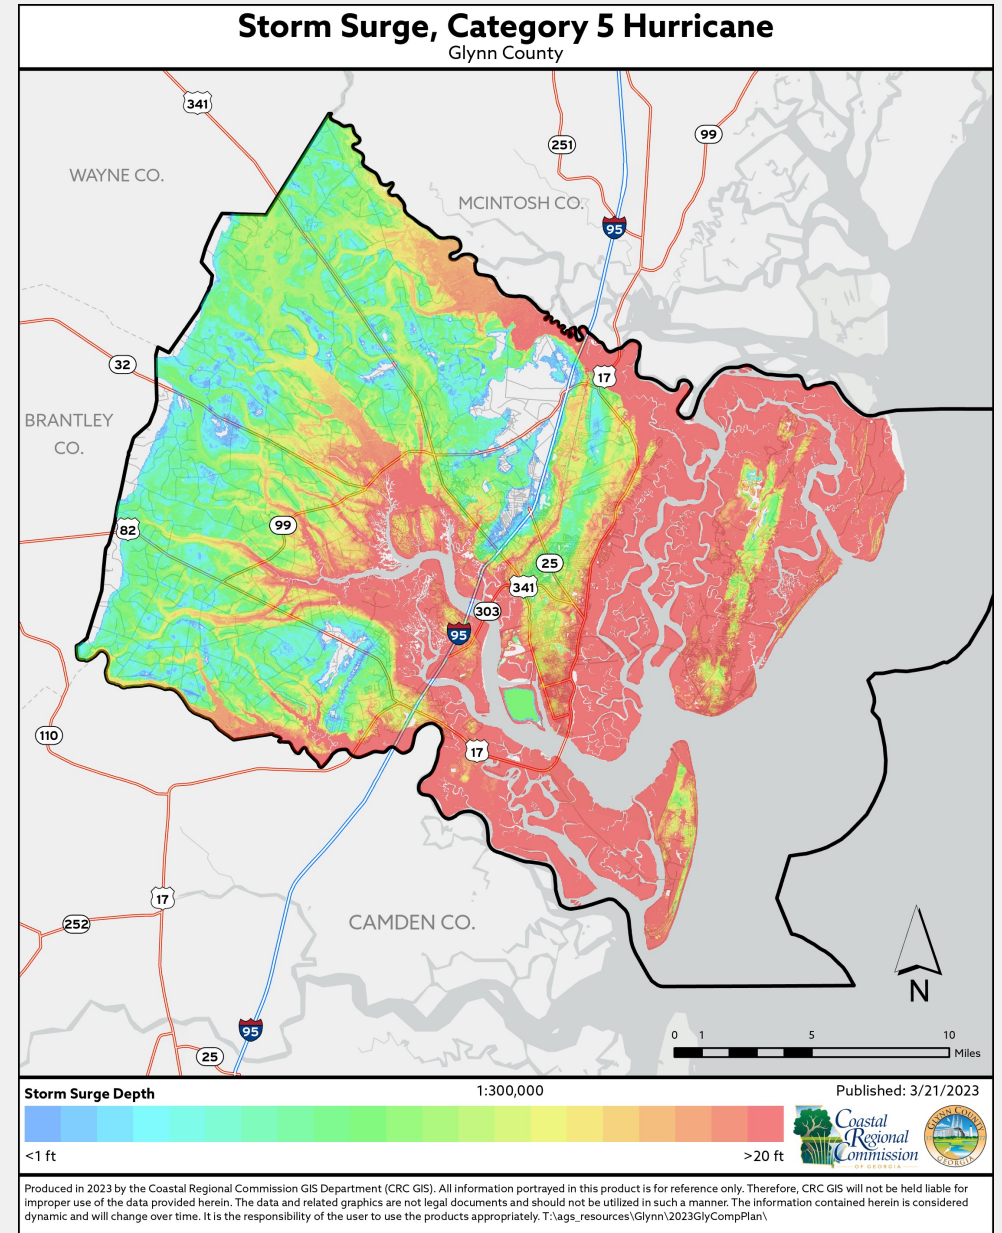 Storm Surge, Category 5 Hurricane
Glynn County
341
251
99
WAYNE CO.
MCINTOSH CO.
95
32
17
BRANTLEY
CO.
99
82
25
341
303
95
110
17
17
252
CAMDEN CO.
N
95
25
0 1 5 10
Miles
Storm Surge Depth
1:300,000
Published: 3/21/2023
<1 ft
>20 ft
Coastal
Regional
Commission
OF GEORGIA
GLYNN COUNTY
GEORGIA
Produced in 2023 by the Coastal Regional Commission GIS Department (CRC GIS). All information portrayed in this product is for reference only. Therefore, CRC GIS will not be held liable for
improper use of the data provided herein. The data and related graphics are not legal documents and should not be utilized in such a manner. The information contained herein is considered
dynamic and will change over time. It is the responsibility of the user to use the products appropriately. T:\ags_resources\Glynn\2023GlyCompPlan\